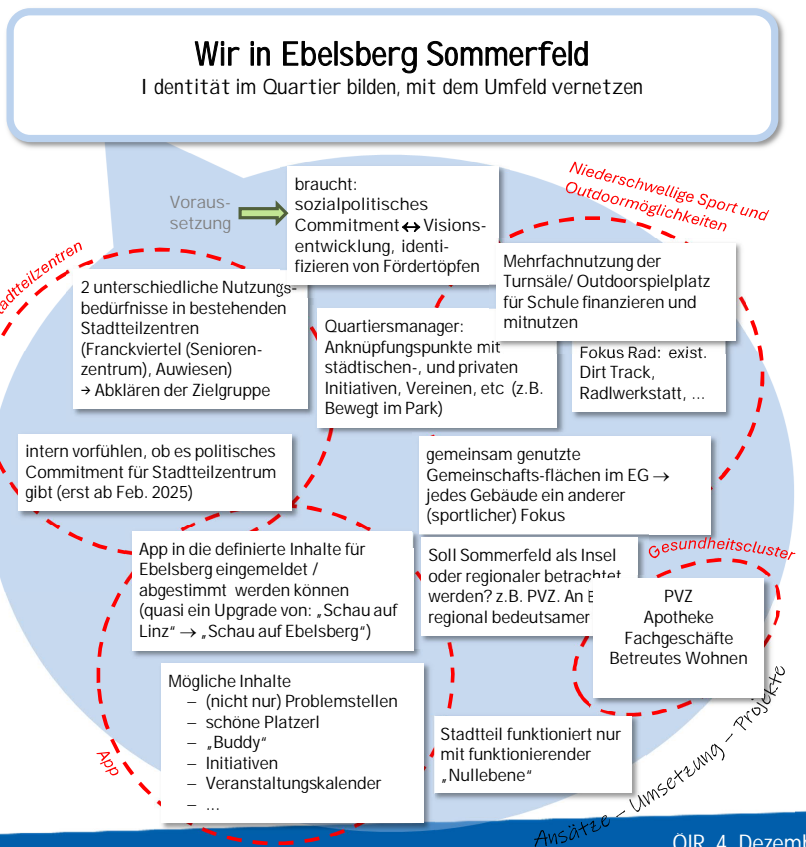 Wir in Ebelsberg Sommerfeld
Identität im Quartier bilden, mit dem Umfeld vernetzen
Voraus-
setzung
braucht:
sozialpolitisches
Commitment ↔ Visions-
entwicklung, identi-
fizieren von Fördertöpfen
Niederschwellige Sport und
Outdoormöglichkeiten
2 unterschiedliche Nutzungs-
bedürfnisse in bestehenden
Stadtteilzentren
(Franckviertel (Senioren-
zentrum), Auwiesen)
→ Abklären der Zielgruppe
Quartiersmanager:
Anknüpfungspunkte mit
städtischen-, und privaten
Initiativen, Vereinen, etc (z.B.
Bewegt im Park)
Mehrfachnutzung der
Turnsäle/ Outdoorspielplatz
für Schule finanzieren und
mitnutzen
Fokus Rad: exist.
Dirt Track,
Radlwerkstatt, ...
intern vorfühlen, ob es politisches
Commitment für Stadtteilzentrum
gibt (erst ab Feb. 2025)
gemeinsam genutzte
Gemeinschafts-flächen im EG →
jedes Gebäude ein anderer
(sportlicher) Fokus
App in die definierte Inhalte für
Ebelsberg eingemeldet /
abgestimmt werden können
(quasi ein Upgrade von: „Schau auf
Linz" → „Schau auf Ebelsberg")
Soll Sommerfeld als Insel
oder regionaler betrachtet
werden? z.B. PVZ. An
regional bedeutsamer
Gesundheitscluster
PVZ
Apotheke
Fachgeschäfte
Betreutes Wohnen
Mögliche Inhalte
– (nicht nur) Problemstellen
– schöne Platzerl
– „Buddy"
– Initiativen
– Veranstaltungskalender
– ...
App
Stadtteil funktioniert nur
mit funktionierender
„Nullebene"
Ansätze – Umsetzung – Projekte
ÖIR, 4. Dezemb